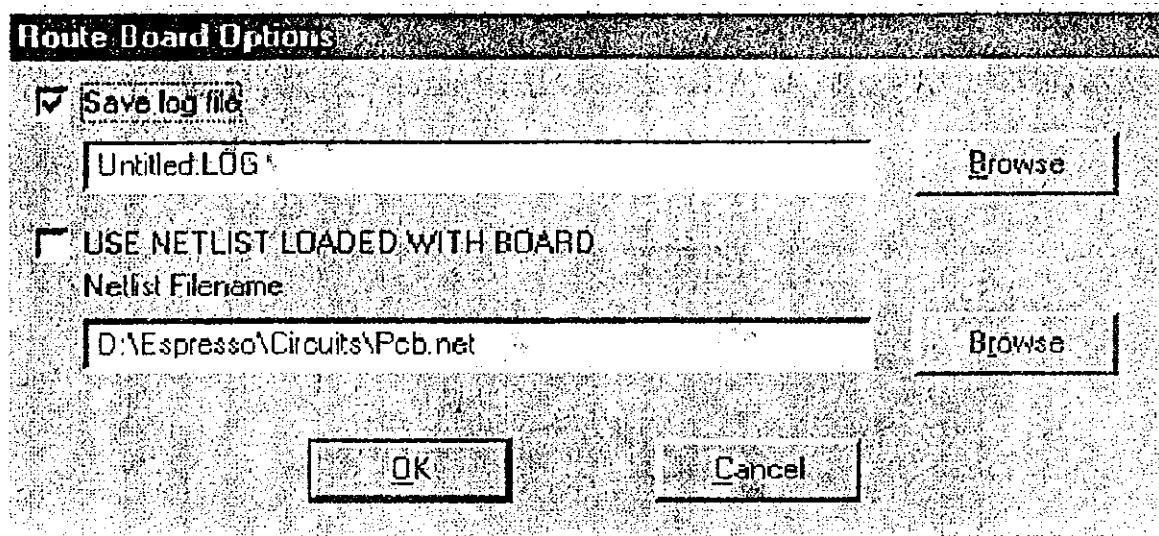 Route Board Options
Save log file
Untitled.LOG
Browse
USE NETLIST LOADED WITH BOARD
Netlist Filename
D:\Espresso\Circuits\Pcb.net
Browse
OK
Cancel